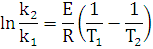 ln k₂/k₁ = E/R (1/T₁ − 1/T₂)